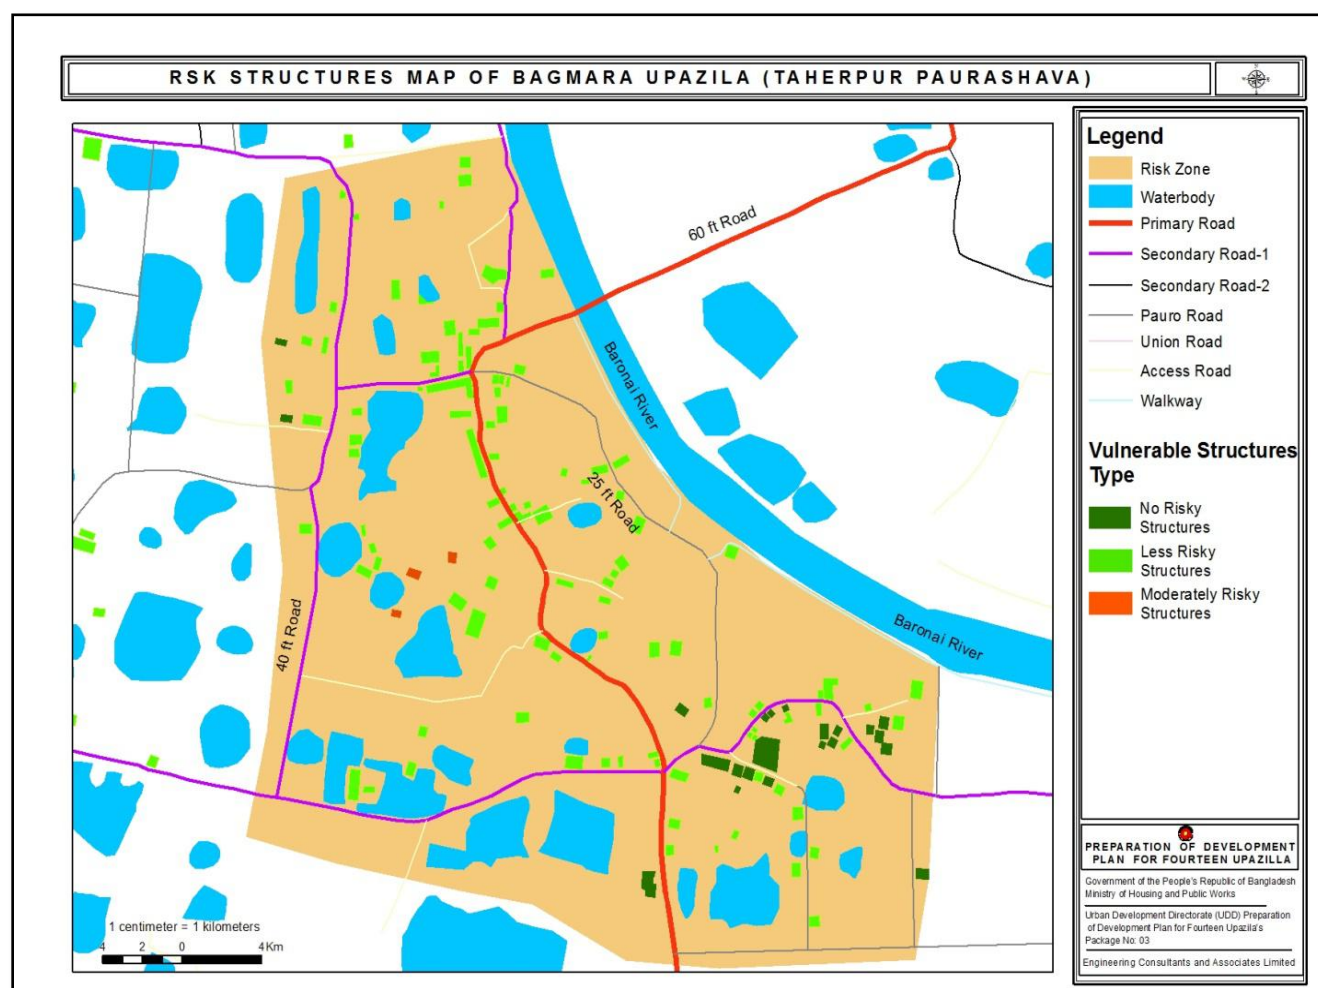 RSK STRUCTURES MAP OF BAGMARA UPAZILA (TAHERPUR PAURASHAVA)
60 ft Road
Baronai River
25 ft Road
40 ft Road
Baronai River
1 centimeter = 1 kilometers
4 2 0 4 Km
Legend
Risk Zone
Waterbody
Primary Road
Secondary Road-1
Secondary Road-2
Pauro Road
Union Road
Access Road
Walkway
Vulnerable Structures
Type
No Risky
Structures
Less Risky
Structures
Moderately Risky
Structures
PREPARATION OF DEVELOPMENT
PLAN FOR FOURTEEN UPAZILLA
Government of the People's Republic of Bangladesh
Ministry of Housing and Public Works
Urban Development Directorate (UDD) Preparation
of Development Plan for Fourteen Upazila's
Package No: 03
Engineering Consultants and Associates Limited